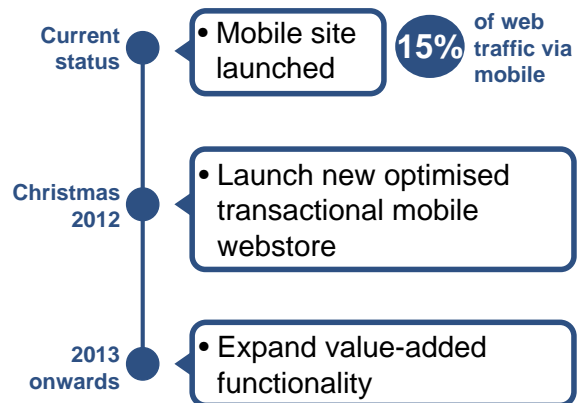 Current
status
• Mobile site
launched
15%
of web
traffic via
mobile
Christmas
2012
• Launch new optimised
transactional mobile
webstore
2013
onwards
• Expand value-added
functionality